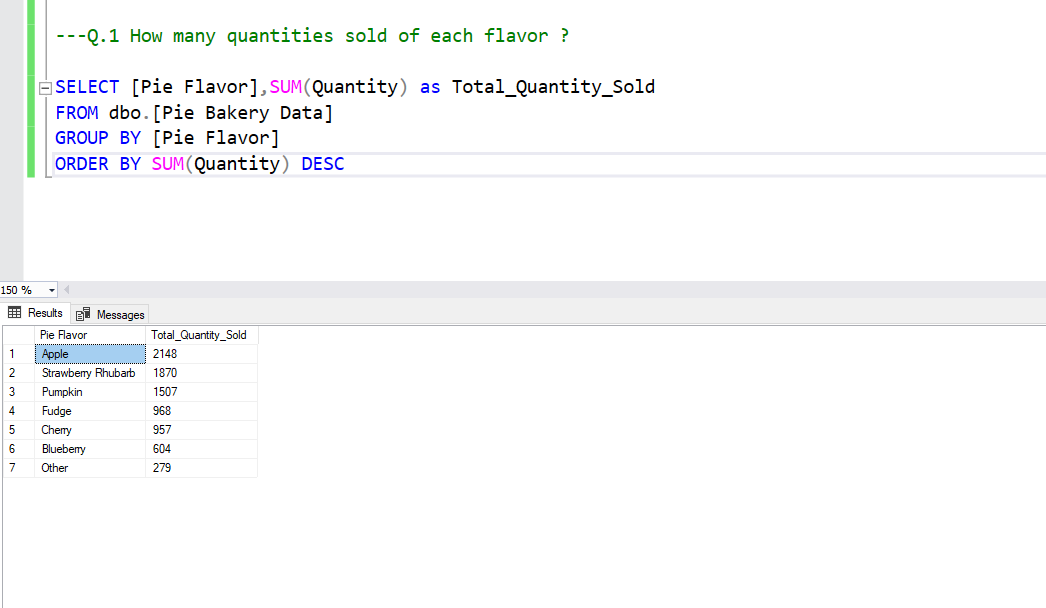 ---Q.1 How many quantities sold of each flavor ?
SELECT [Pie Flavor],SUM(Quantity) as Total_Quantity_Sold
FROM dbo.[Pie Bakery Data]
GROUP BY [Pie Flavor]
ORDER BY SUM(Quantity) DESC
150 %
Results Messages
Pie Flavor Total_Quantity_Sold
1 Apple 2148
2 Strawberry Rhubarb 1870
3 Pumpkin 1507
4 Fudge 968
5 Cherry 957
6 Blueberry 604
7 Other 279